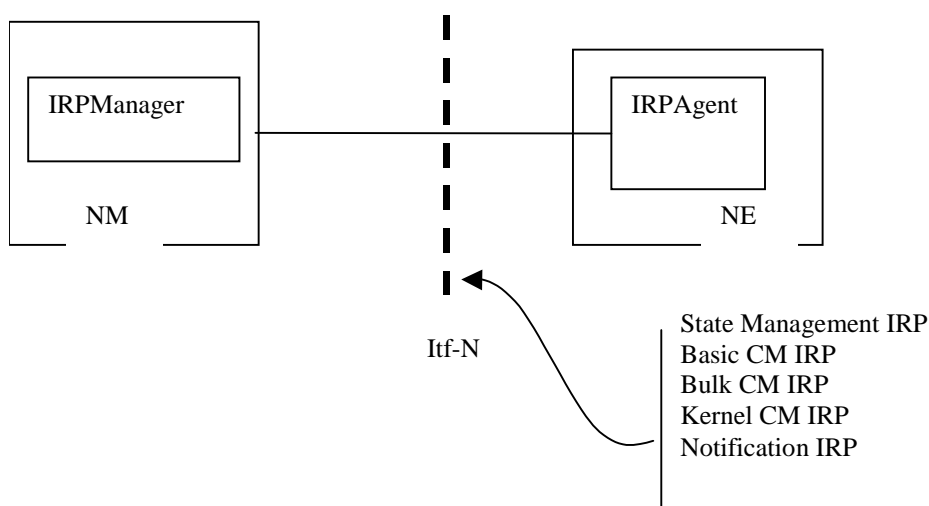 IRPManager
IRPAgent
NM
NE
Itf-N
State Management IRP
Basic CM IRP
Bulk CM IRP
Kernel CM IRP
Notification IRP